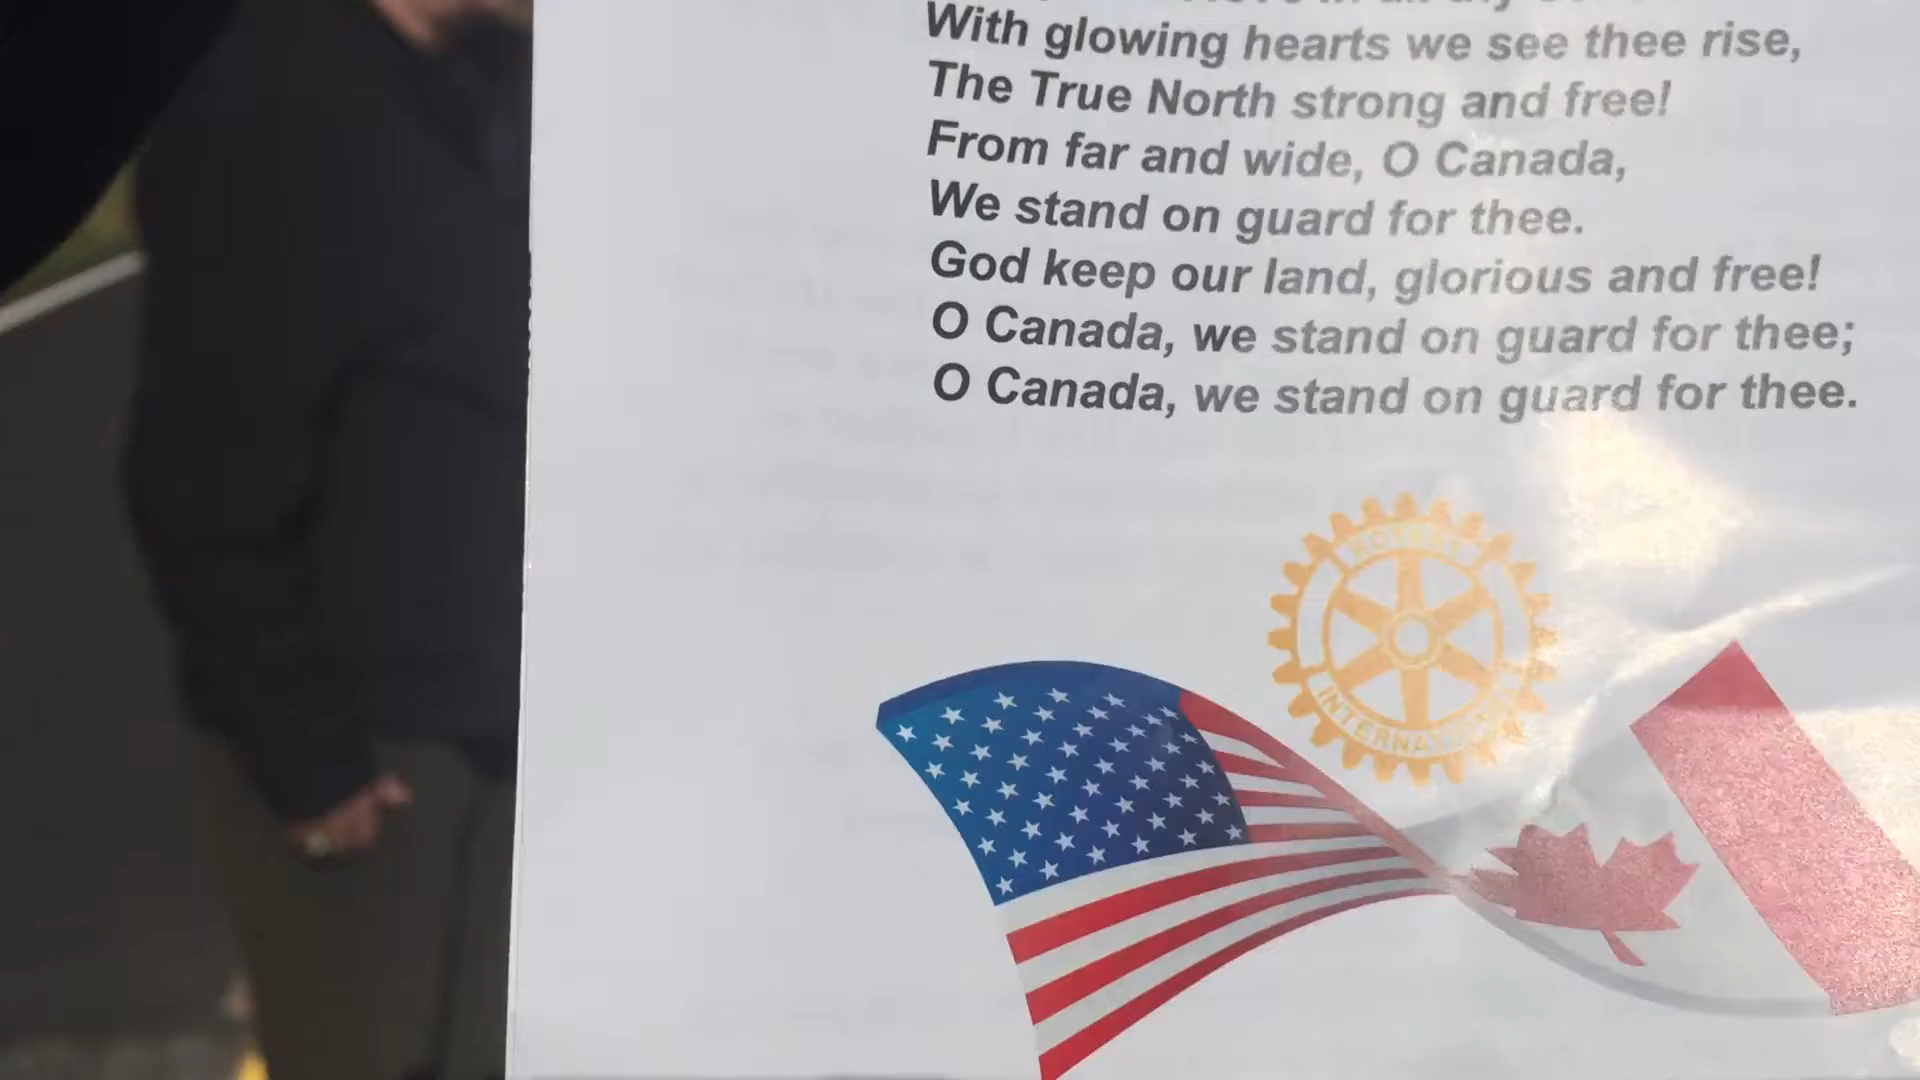 With glowing hearts we see thee rise,
The True North strong and free!
From far and wide, O Canada,
We stand on guard for thee.
God keep our land, glorious and free!
O Canada, we stand on guard for thee;
O Canada, we stand on guard for thee.
ROTARY
INTERNATIONAL